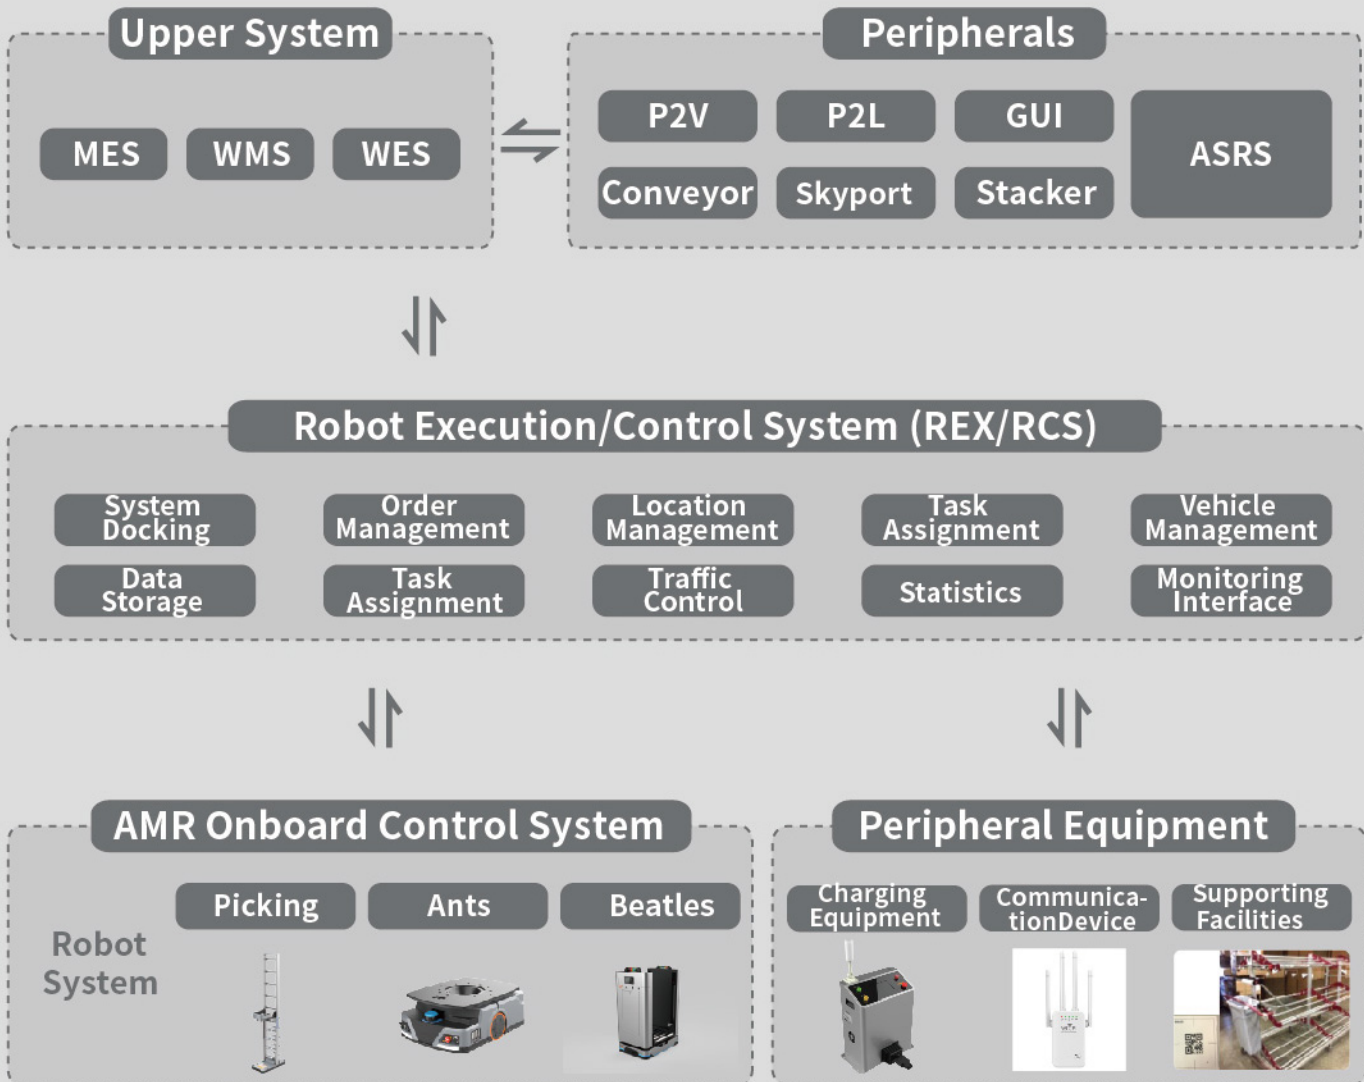 Upper System
Peripherals
MES
WMS
WES
P2V
P2L
GUI
ASRS
Conveyor
Skyport
Stacker
Robot Execution/Control System (REX/RCS)
System
Docking
Order
Management
Location
Management
Task
Assignment
Vehicle
Management
Data
Storage
Task
Assignment
Traffic
Control
Statistics
Monitoring
Interface
AMR Onboard Control System
Peripheral Equipment
Robot
System
Picking
Ants
Beatles
Charging
Equipment
Communica-
tionDevice
Supporting
Facilities